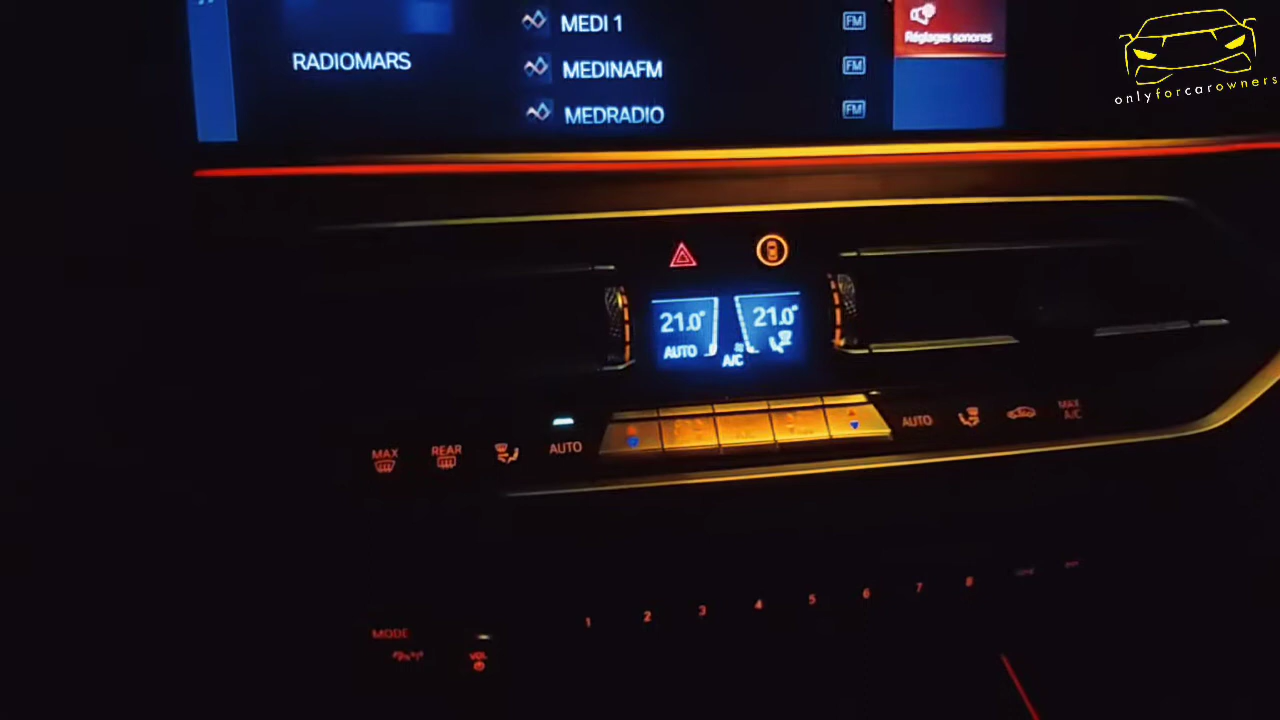 MEDI 1
FM
Réglages sonores
RADIOMARS
MEDINAFM
FM
MEDRADIO
FM
onlyforcarowners
21.0°
21.0°
AUTO
A/C
MAX
REAR
AUTO
AUTO
MAX
A/C
1 2 3 4 5 6 7 8
MODE
VOL